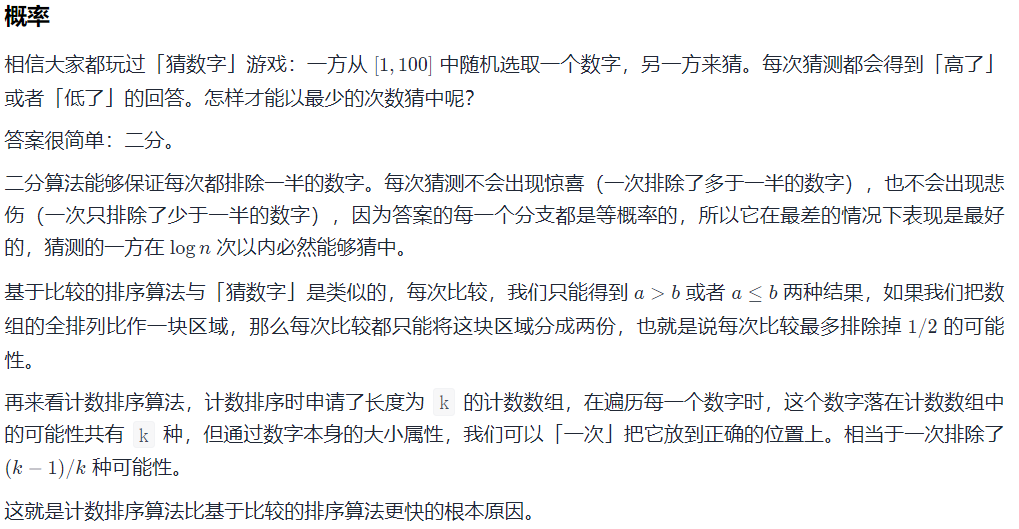 概率
相信大家都玩过「猜数字」游戏：一方从 [1, 100] 中随机选取一个数字，另一方来猜。每次猜测都会得到「高了」
或者「低了」的回答。怎样才能以最少的次数猜中呢？
答案很简单：二分。
二分算法能够保证每次都排除一半的数字。每次猜测不会出现惊喜（一次排除了多于一半的数字），也不会出现悲
伤（一次只排除了少于一半的数字），因为答案的每一个分支都是等概率的，所以它在最差的情况下表现是最好
的，猜测的一方在 log n 次以内必然能够猜中。
基于比较的排序算法与「猜数字」是类似的，每次比较，我们只能得到 a > b 或者 a ≤ b 两种结果，如果我们把数
组的全排列比作一块区域，那么每次比较都只能将这块区域分成两份，也就是说每次比较最多排除掉 1/2 的可能
性。
再来看计数排序算法，计数排序时申请了长度为 k 的计数数组，在遍历每一个数字时，这个数字落在计数数组中
的可能性共有 k 种，但通过数字本身的大小属性，我们可以「一次」把它放到正确的位置上。相当于一次排除了
(k − 1)/k 种可能性。
这就是计数排序算法比基于比较的排序算法更快的根本原因。